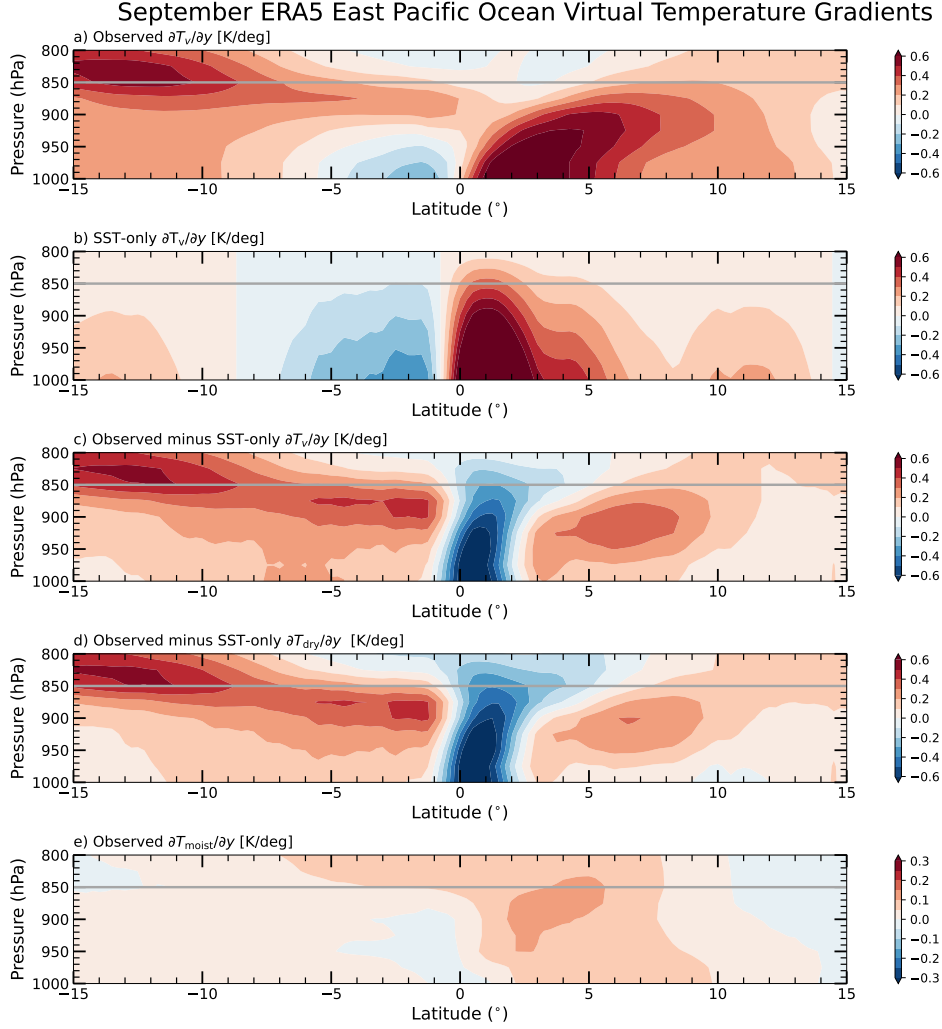 September ERA5 East Pacific Ocean Virtual Temperature Gradients
a) Observed ∂Tᵥ/∂y [K/deg]
Pressure (hPa)
800
850
900
950
1000
−15 −10 −5 0 5 10 15
Latitude (°)
0.6
0.4
0.2
0.0
−0.2
−0.4
−0.6
b) SST-only ∂Tᵥ/∂y [K/deg]
Pressure (hPa)
800
850
900
950
1000
−15 −10 −5 0 5 10 15
Latitude (°)
0.6
0.4
0.2
0.0
−0.2
−0.4
−0.6
c) Observed minus SST-only ∂Tᵥ/∂y [K/deg]
Pressure (hPa)
800
850
900
950
1000
−15 −10 −5 0 5 10 15
Latitude (°)
0.6
0.4
0.2
0.0
−0.2
−0.4
−0.6
d) Observed minus SST-only ∂T_dry/∂y [K/deg]
Pressure (hPa)
800
850
900
950
1000
−15 −10 −5 0 5 10 15
Latitude (°)
0.6
0.4
0.2
0.0
−0.2
−0.4
−0.6
e) Observed ∂T_moist/∂y [K/deg]
Pressure (hPa)
800
850
900
950
1000
−15 −10 −5 0 5 10 15
Latitude (°)
0.3
0.2
0.1
0.0
−0.1
−0.2
−0.3